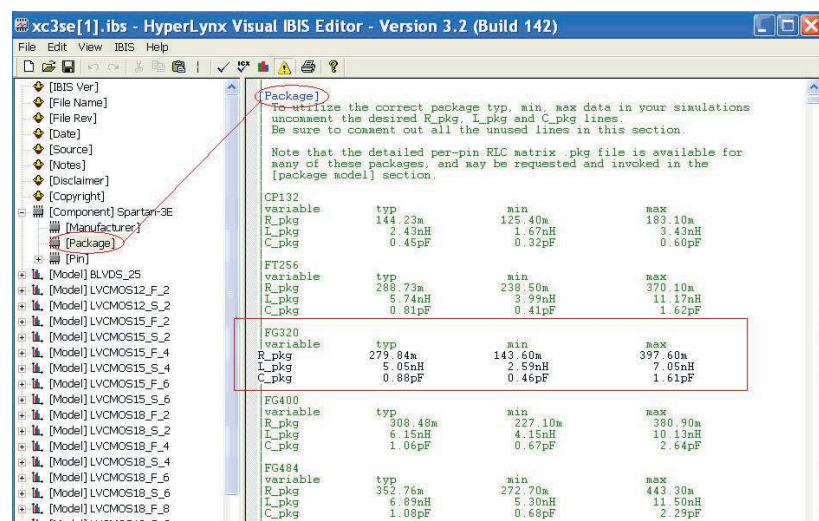 xc3se[1].ibs - HyperLynx Visual IBIS Editor - Version 3.2 (Build 142)
File Edit View IBIS Help
[IBIS Ver]
[File Name]
[File Rev]
[Date]
[Source]
[Notes]
[Disclaimer]
[Copyright]
[Component] Spartan-3E
[Manufacturer]
[Package]
[Pin]
[Model] BLVDS_25
[Model] LVCMOS12_F_2
[Model] LVCMOS12_S_2
[Model] LVCMOS15_F_2
[Model] LVCMOS15_S_2
[Model] LVCMOS15_F_4
[Model] LVCMOS15_S_4
[Model] LVCMOS15_F_6
[Model] LVCMOS15_S_6
[Model] LVCMOS18_F_2
[Model] LVCMOS18_S_2
[Model] LVCMOS18_F_4
[Model] LVCMOS18_S_4
[Model] LVCMOS18_F_6
[Model] LVCMOS18_S_6
[Model] LVCMOS18_F_8
[Package]
To utilize the correct package typ, min, max data in your simulations
uncomment the desired R_pkg, L_pkg and C_pkg lines.
Be sure to comment out all the unused lines in this section.
Note that the detailed per-pin RLC matrix .pkg file is available for
many of these packages, and may be requested and invoked in the
[package model] section.
CP132
variable typ min max
R_pkg 144.23m 125.40m 183.10m
L_pkg 2.43nH 1.67nH 3.43nH
C_pkg 0.45pF 0.32pF 0.60pF
FT256
variable typ min max
R_pkg 288.73m 238.50m 370.10m
L_pkg 5.74nH 3.99nH 11.17nH
C_pkg 0.81pF 0.41pF 1.62pF
FG320
variable typ min max
R_pkg 279.84m 143.60m 397.60m
L_pkg 5.05nH 2.59nH 7.05nH
C_pkg 0.88pF 0.46pF 1.61pF
FG400
variable typ min max
R_pkg 308.48m 227.10m 380.90m
L_pkg 6.15nH 4.15nH 10.13nH
C_pkg 1.06pF 0.67pF 2.64pF
FG484
variable typ min max
R_pkg 352.76m 272.70m 443.30m
L_pkg 6.89nH 5.30nH 11.50nH
C_pkg 1.08pF 0.68pF 2.29pF